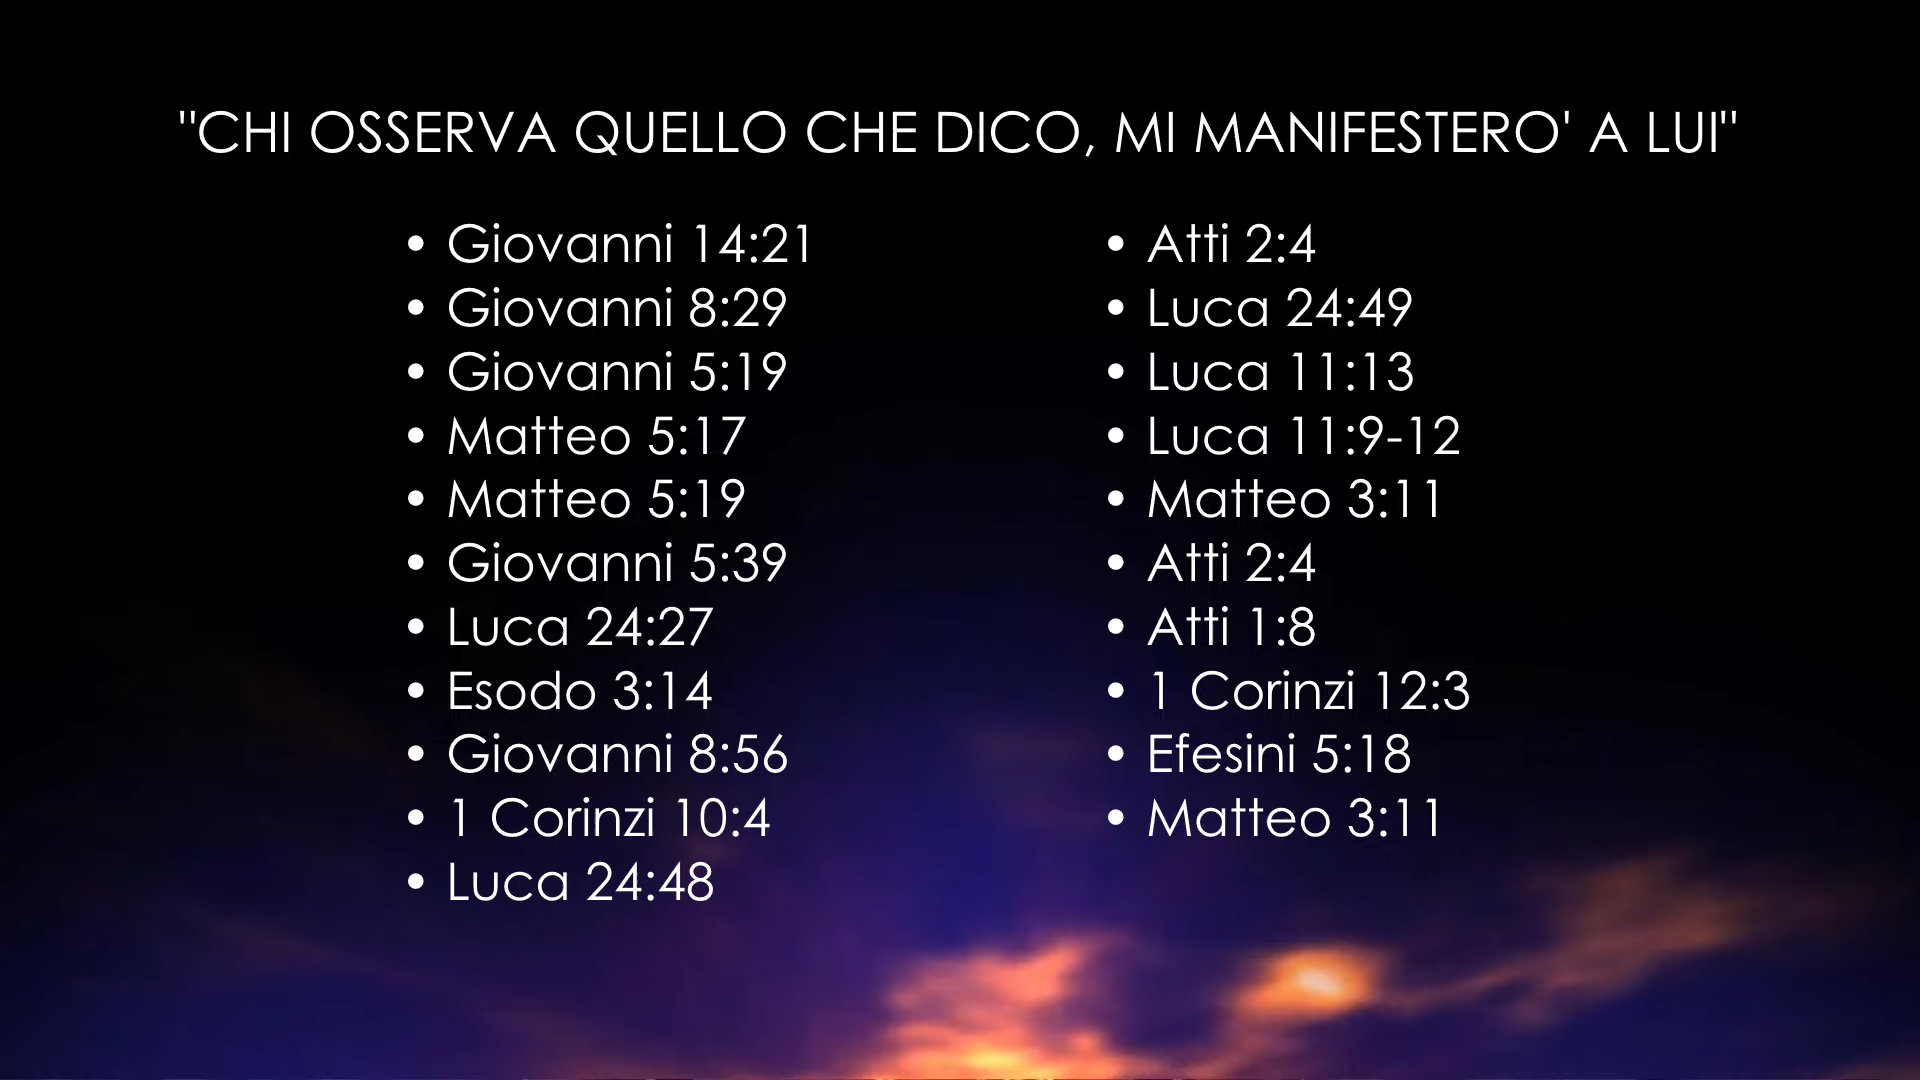 "CHI OSSERVA QUELLO CHE DICO, MI MANIFESTERO' A LUI"
• Giovanni 14:21
• Giovanni 8:29
• Giovanni 5:19
• Matteo 5:17
• Matteo 5:19
• Giovanni 5:39
• Luca 24:27
• Esodo 3:14
• Giovanni 8:56
• 1 Corinzi 10:4
• Luca 24:48
• Atti 2:4
• Luca 24:49
• Luca 11:13
• Luca 11:9-12
• Matteo 3:11
• Atti 2:4
• Atti 1:8
• 1 Corinzi 12:3
• Efesini 5:18
• Matteo 3:11